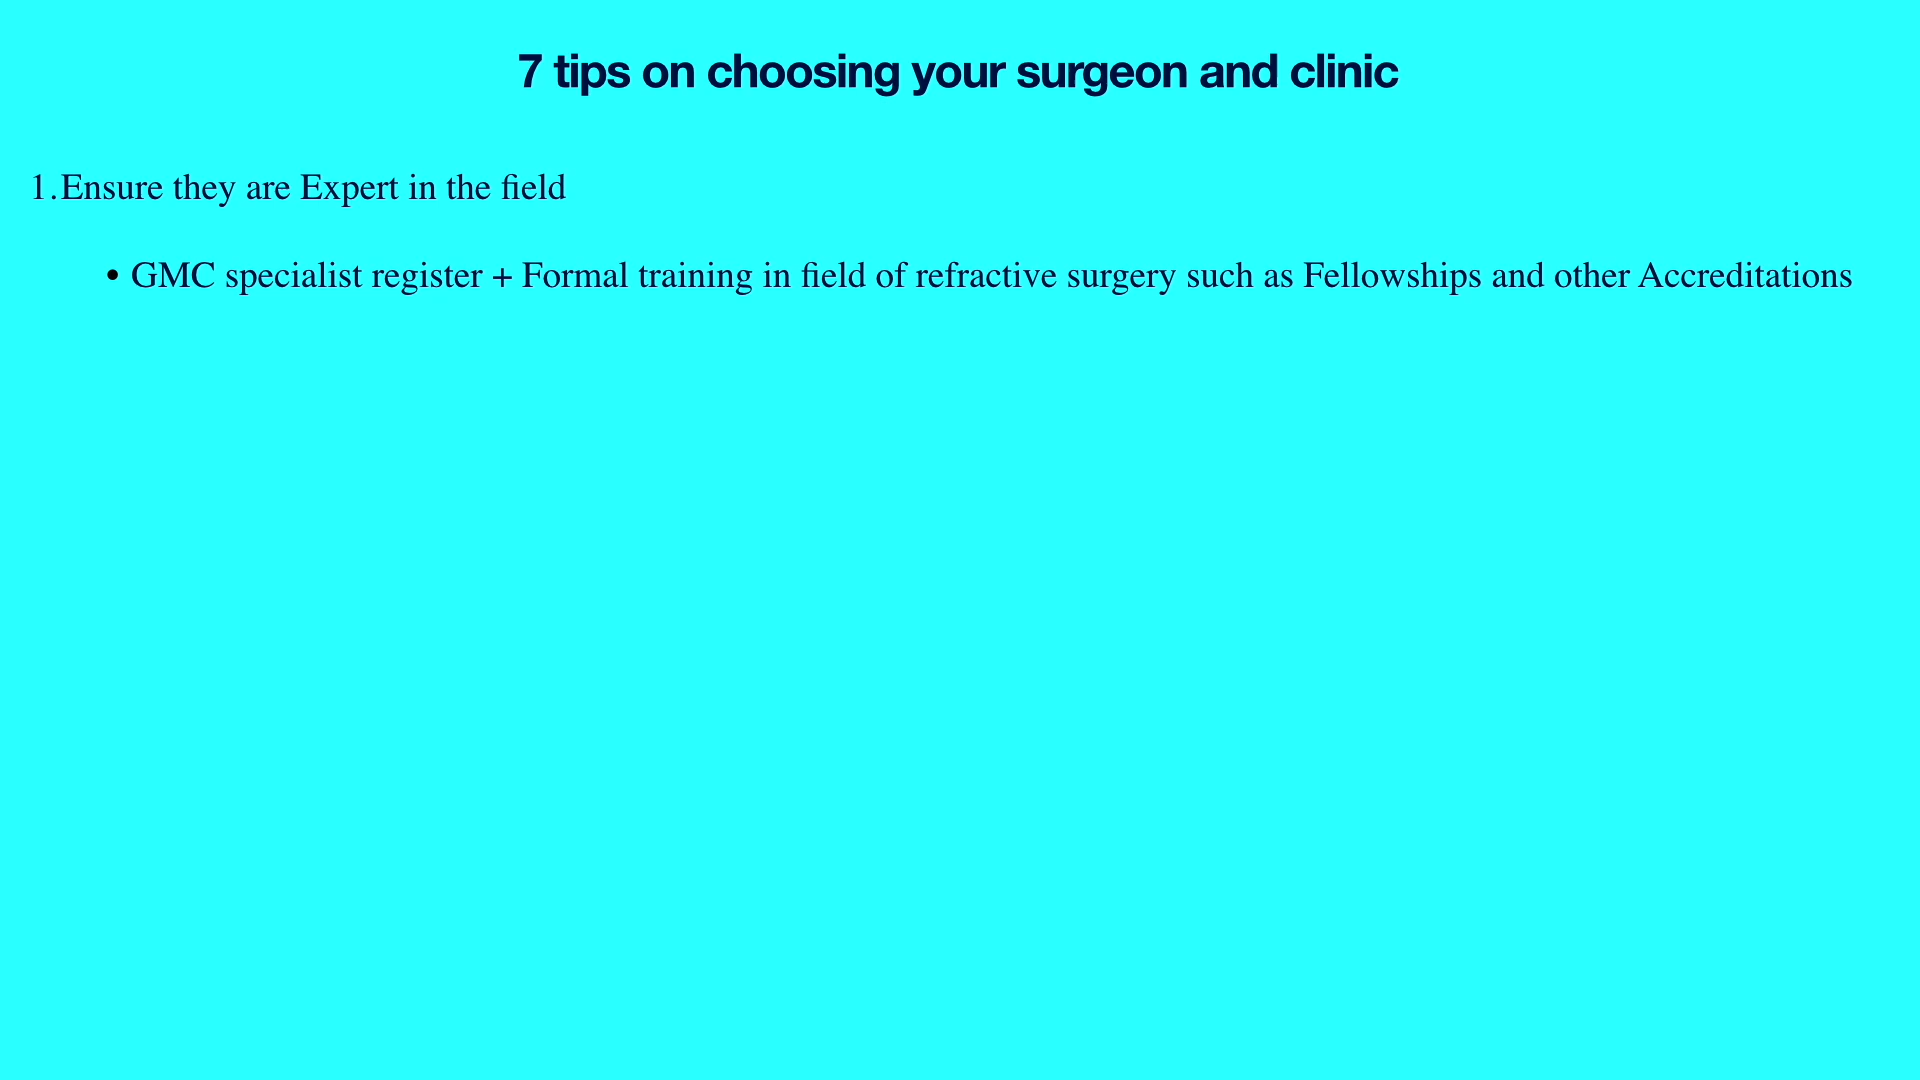 7 tips on choosing your surgeon and clinic
1. Ensure they are Expert in the field
• GMC specialist register + Formal training in field of refractive surgery such as Fellowships and other Accreditations